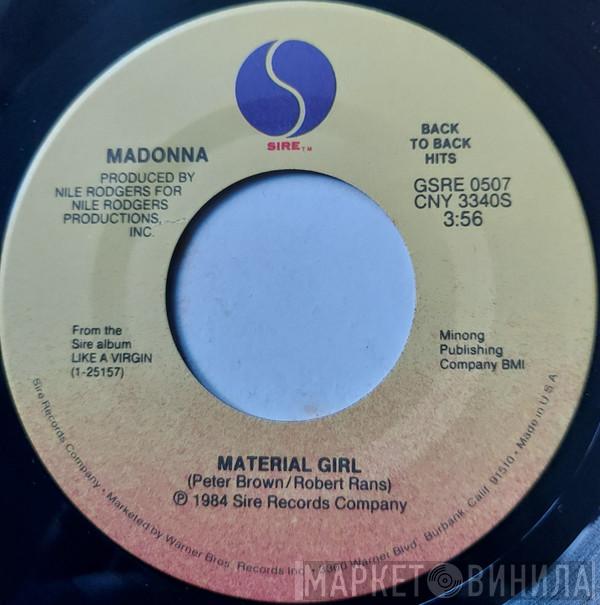 SIRE TM
MADONNA
PRODUCED BY
NILE RODGERS FOR
NILE RODGERS
PRODUCTIONS,
INC.
BACK
TO BACK
HITS
GSRE 0507
CNY 3340S
3:56
From the
Sire album
LIKE A VIRGIN
(1-25157)
Minong
Publishing
Company BMI
MATERIAL GIRL
(Peter Brown/Robert Rans)
℗ 1984 Sire Records Company
Sire Records Company • Marketed by Warner Bros. Records Inc. • 3300 Warner Blvd., Burbank, Calif. 91510 • Made in U.S.A.
МАРКЕТ ВИНИЛА